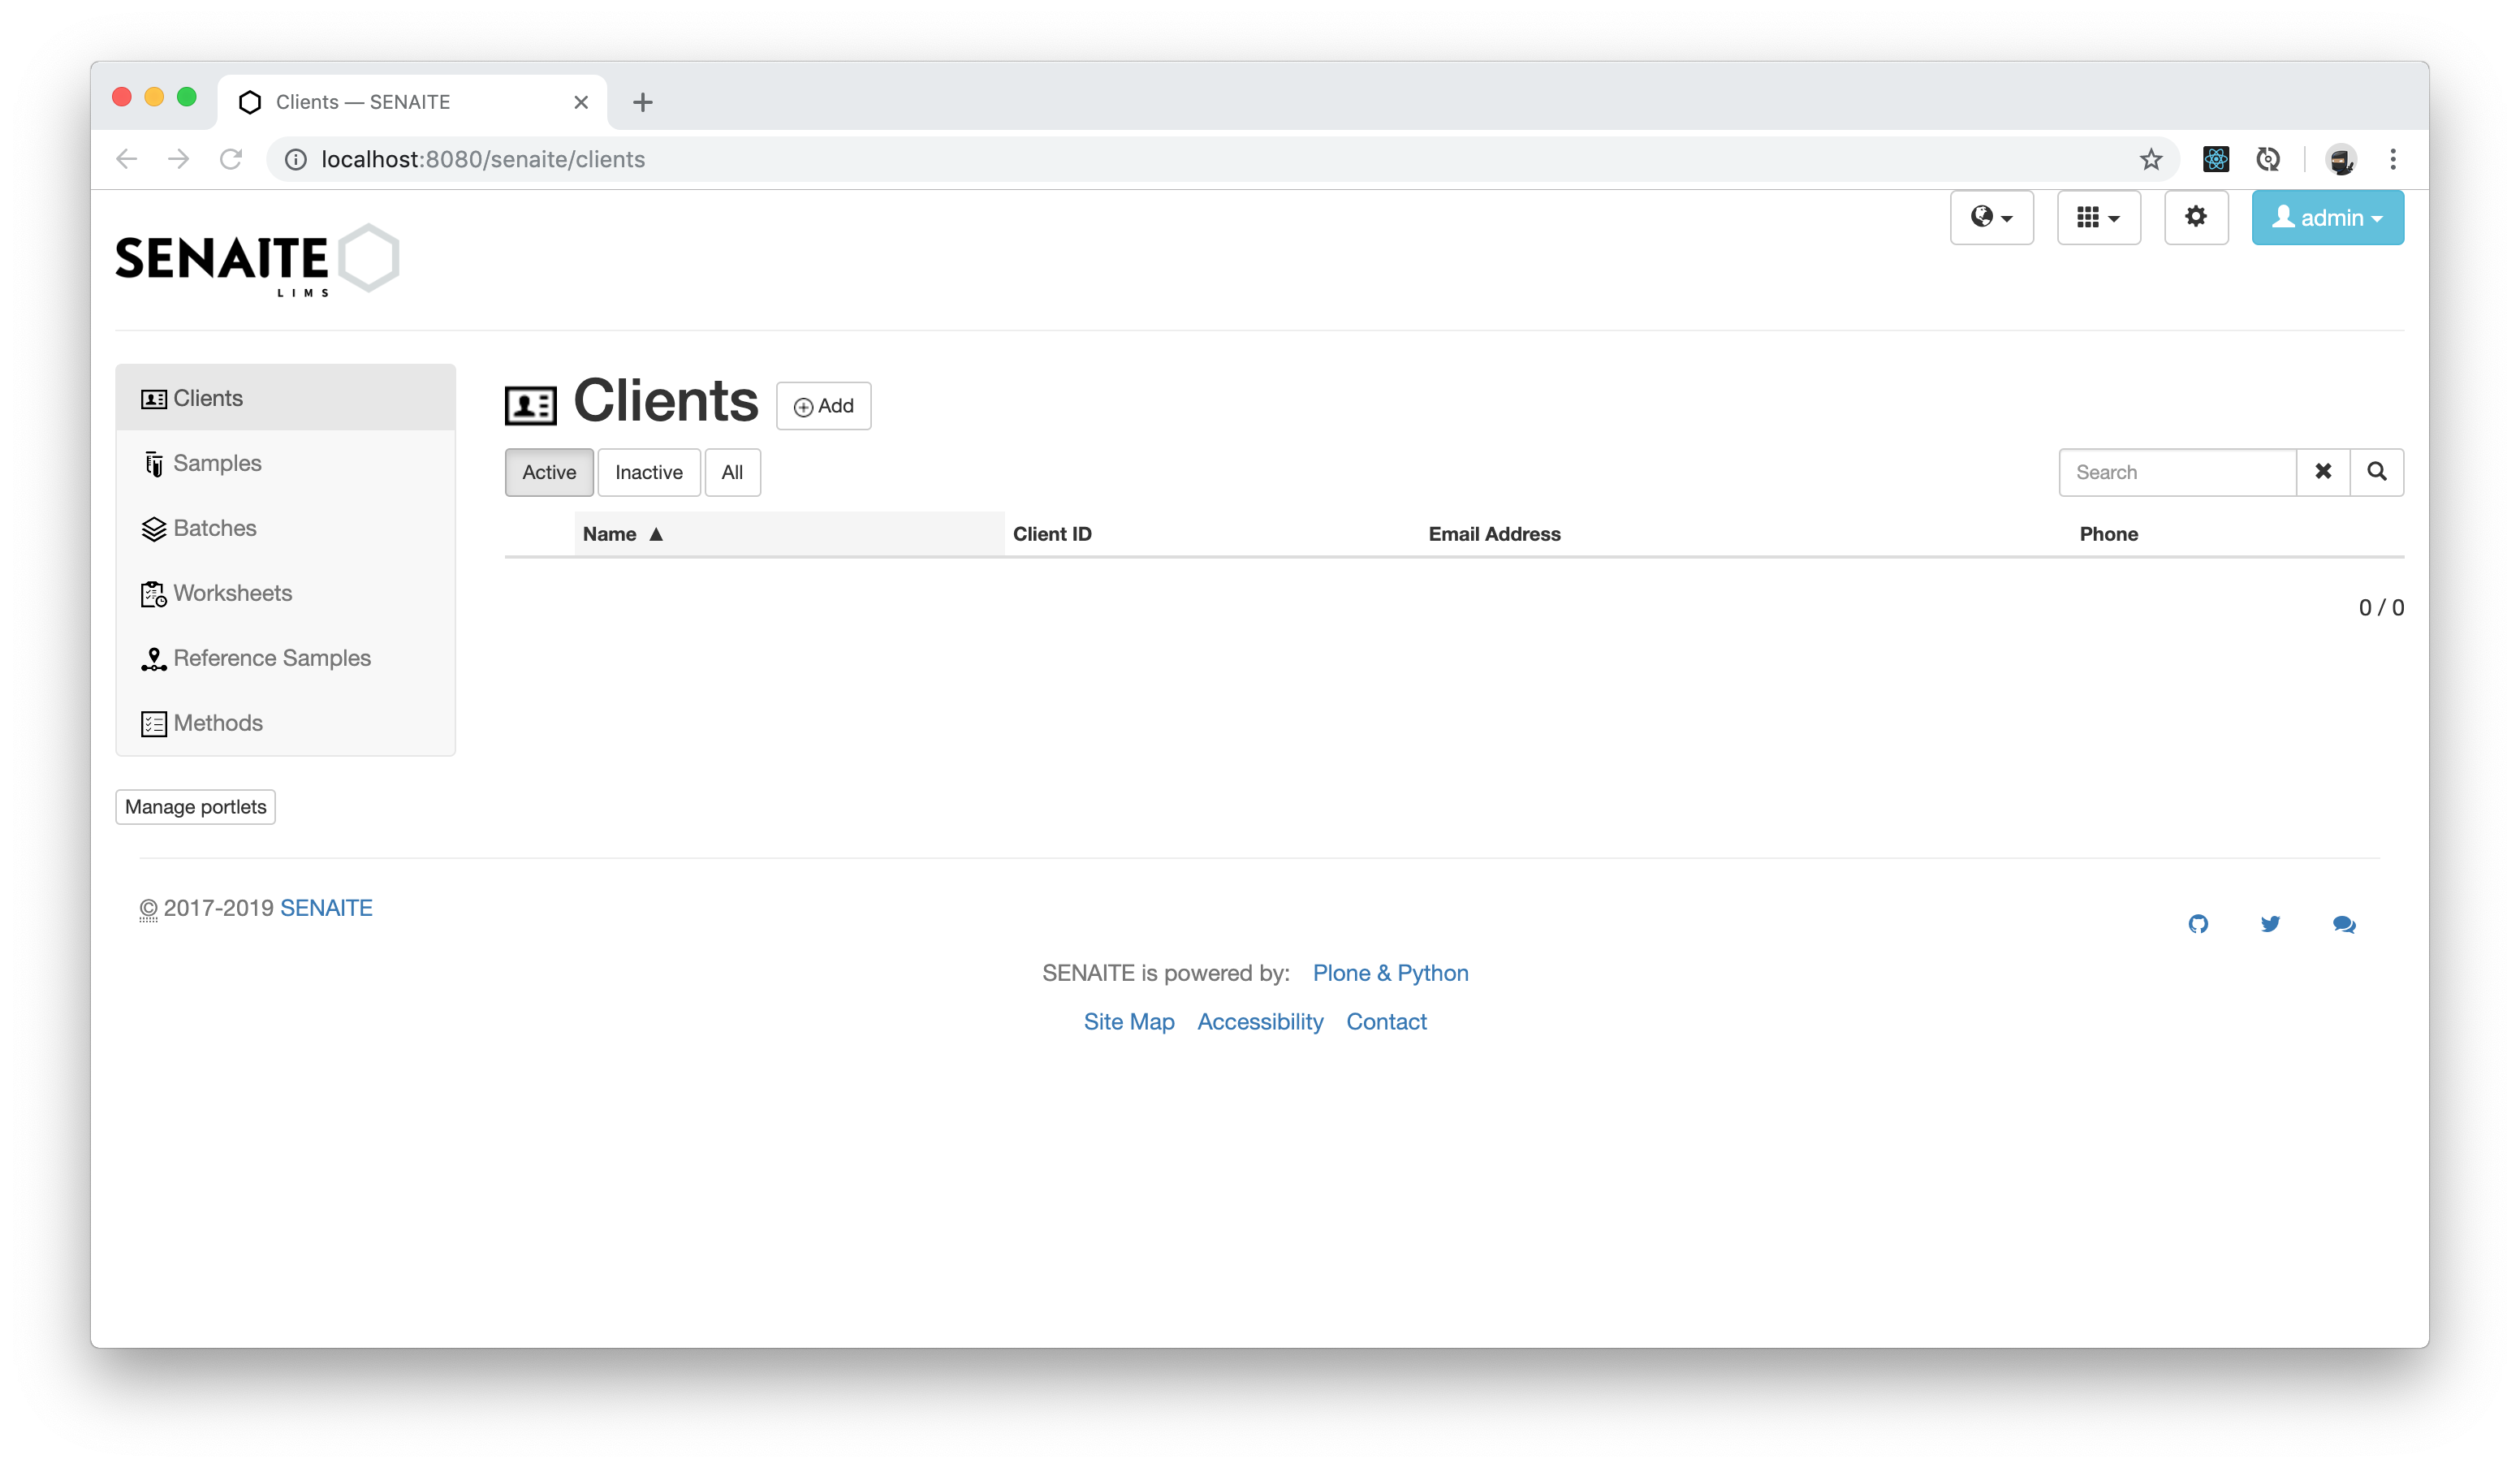 Clients — SENAITE
localhost:8080/senaite/clients
admin
SENAITE
LIMS
Clients
Samples
Batches
Worksheets
Reference Samples
Methods
Manage portlets
Clients Add
Active Inactive All Search
Name ▲ Client ID Email Address Phone
0 / 0
© 2017-2019 SENAITE
SENAITE is powered by: Plone & Python
Site Map Accessibility Contact